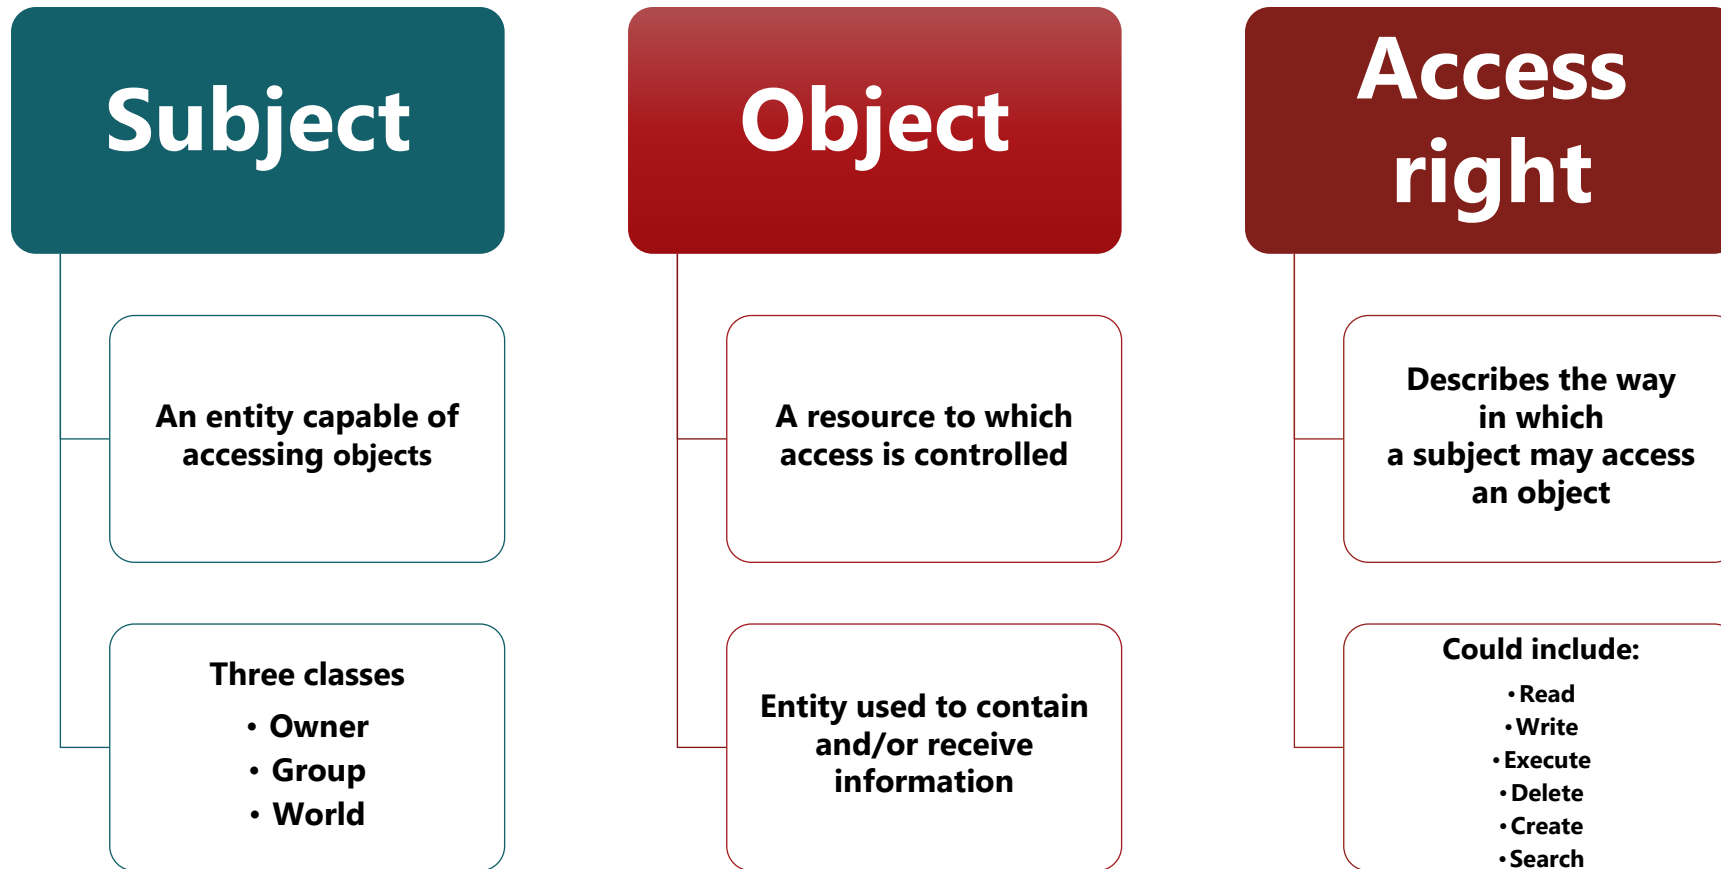 Subject
An entity capable of
accessing objects
Three classes
• Owner
• Group
• World
Object
A resource to which
access is controlled
Entity used to contain
and/or receive
information
Access
right
Describes the way
in which
a subject may access
an object
Could include:
• Read
• Write
• Execute
• Delete
• Create
• Search